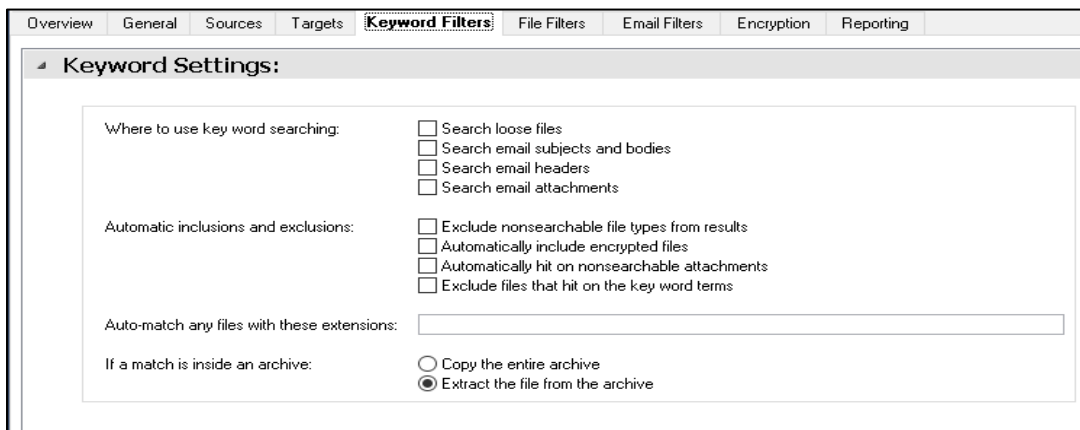 Overview General Sources Targets Keyword Filters File Filters Email Filters Encryption Reporting
Keyword Settings:
Where to use key word searching: Search loose files
Search email subjects and bodies
Search email headers
Search email attachments
Automatic inclusions and exclusions: Exclude nonsearchable file types from results
Automatically include encrypted files
Automatically hit on nonsearchable attachments
Exclude files that hit on the key word terms
Auto-match any files with these extensions:
If a match is inside an archive: Copy the entire archive
Extract the file from the archive